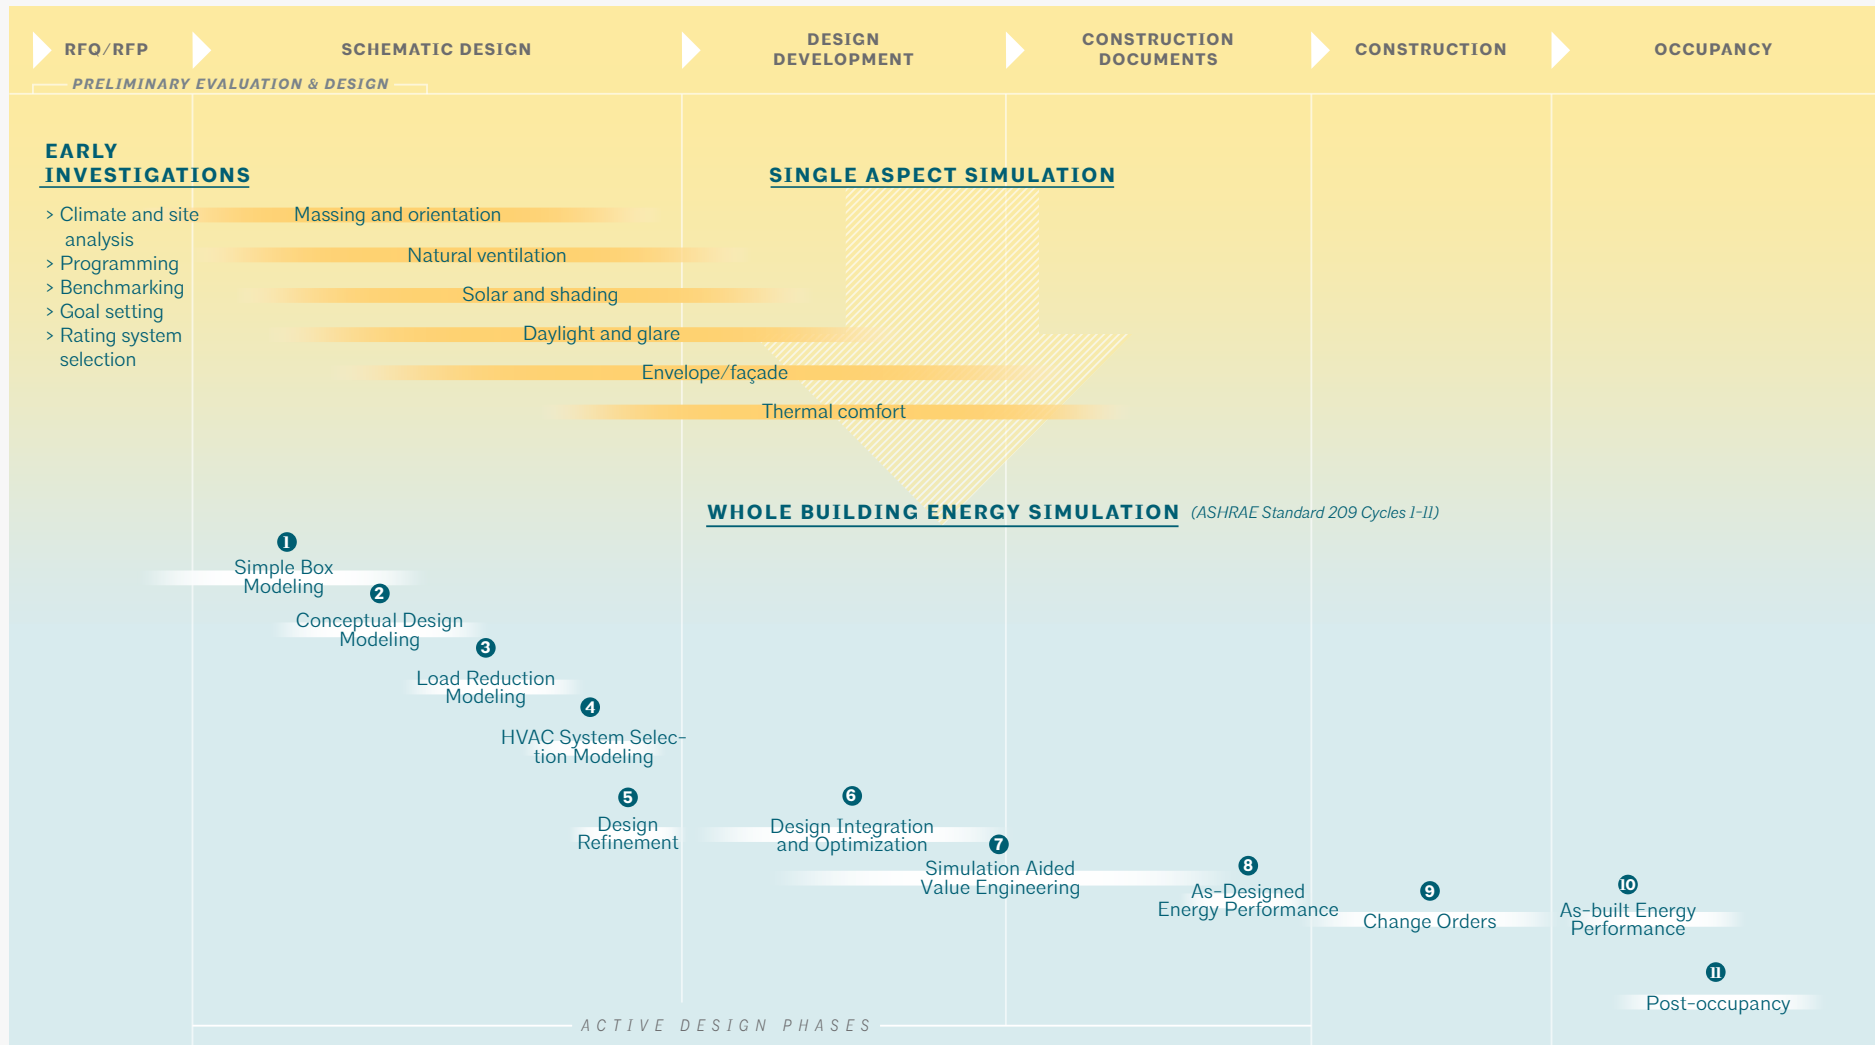 RFQ/RFP
SCHEMATIC DESIGN
DESIGN
DEVELOPMENT
CONSTRUCTION
DOCUMENTS
CONSTRUCTION
OCCUPANCY
PRELIMINARY EVALUATION & DESIGN
EARLY
INVESTIGATIONS
> Climate and site
analysis
> Programming
> Benchmarking
> Goal setting
> Rating system
selection
SINGLE ASPECT SIMULATION
Massing and orientation
Natural ventilation
Solar and shading
Daylight and glare
Envelope/façade
Thermal comfort
WHOLE BUILDING ENERGY SIMULATION (ASHRAE Standard 209 Cycles 1-11)
1
Simple Box
Modeling
2
Conceptual Design
Modeling
3
Load Reduction
Modeling
4
HVAC System Selec-
tion Modeling
5
Design
Refinement
6
Design Integration
and Optimization
7
Simulation Aided
Value Engineering
8
As-Designed
Energy Performance
9
Change Orders
10
As-built Energy
Performance
11
Post-occupancy
ACTIVE DESIGN PHASES